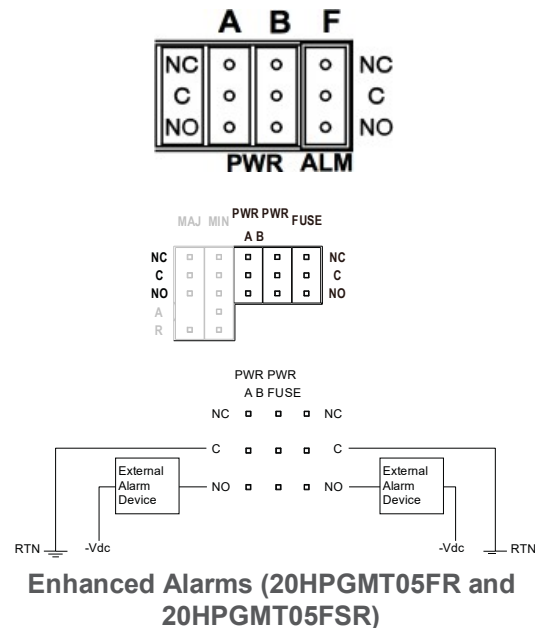 A B F
NC NC
C C
NO NO
PWR ALM
MAJ MIN PWR PWR FUSE
A B
NC NC
C C
NO NO
A
R
PWR PWR
A B FUSE
NC NC
C C
External Alarm Device External Alarm Device
NO NO
RTN -Vdc -Vdc RTN
Enhanced Alarms (20HPGMT05FR and
20HPGMT05FSR)